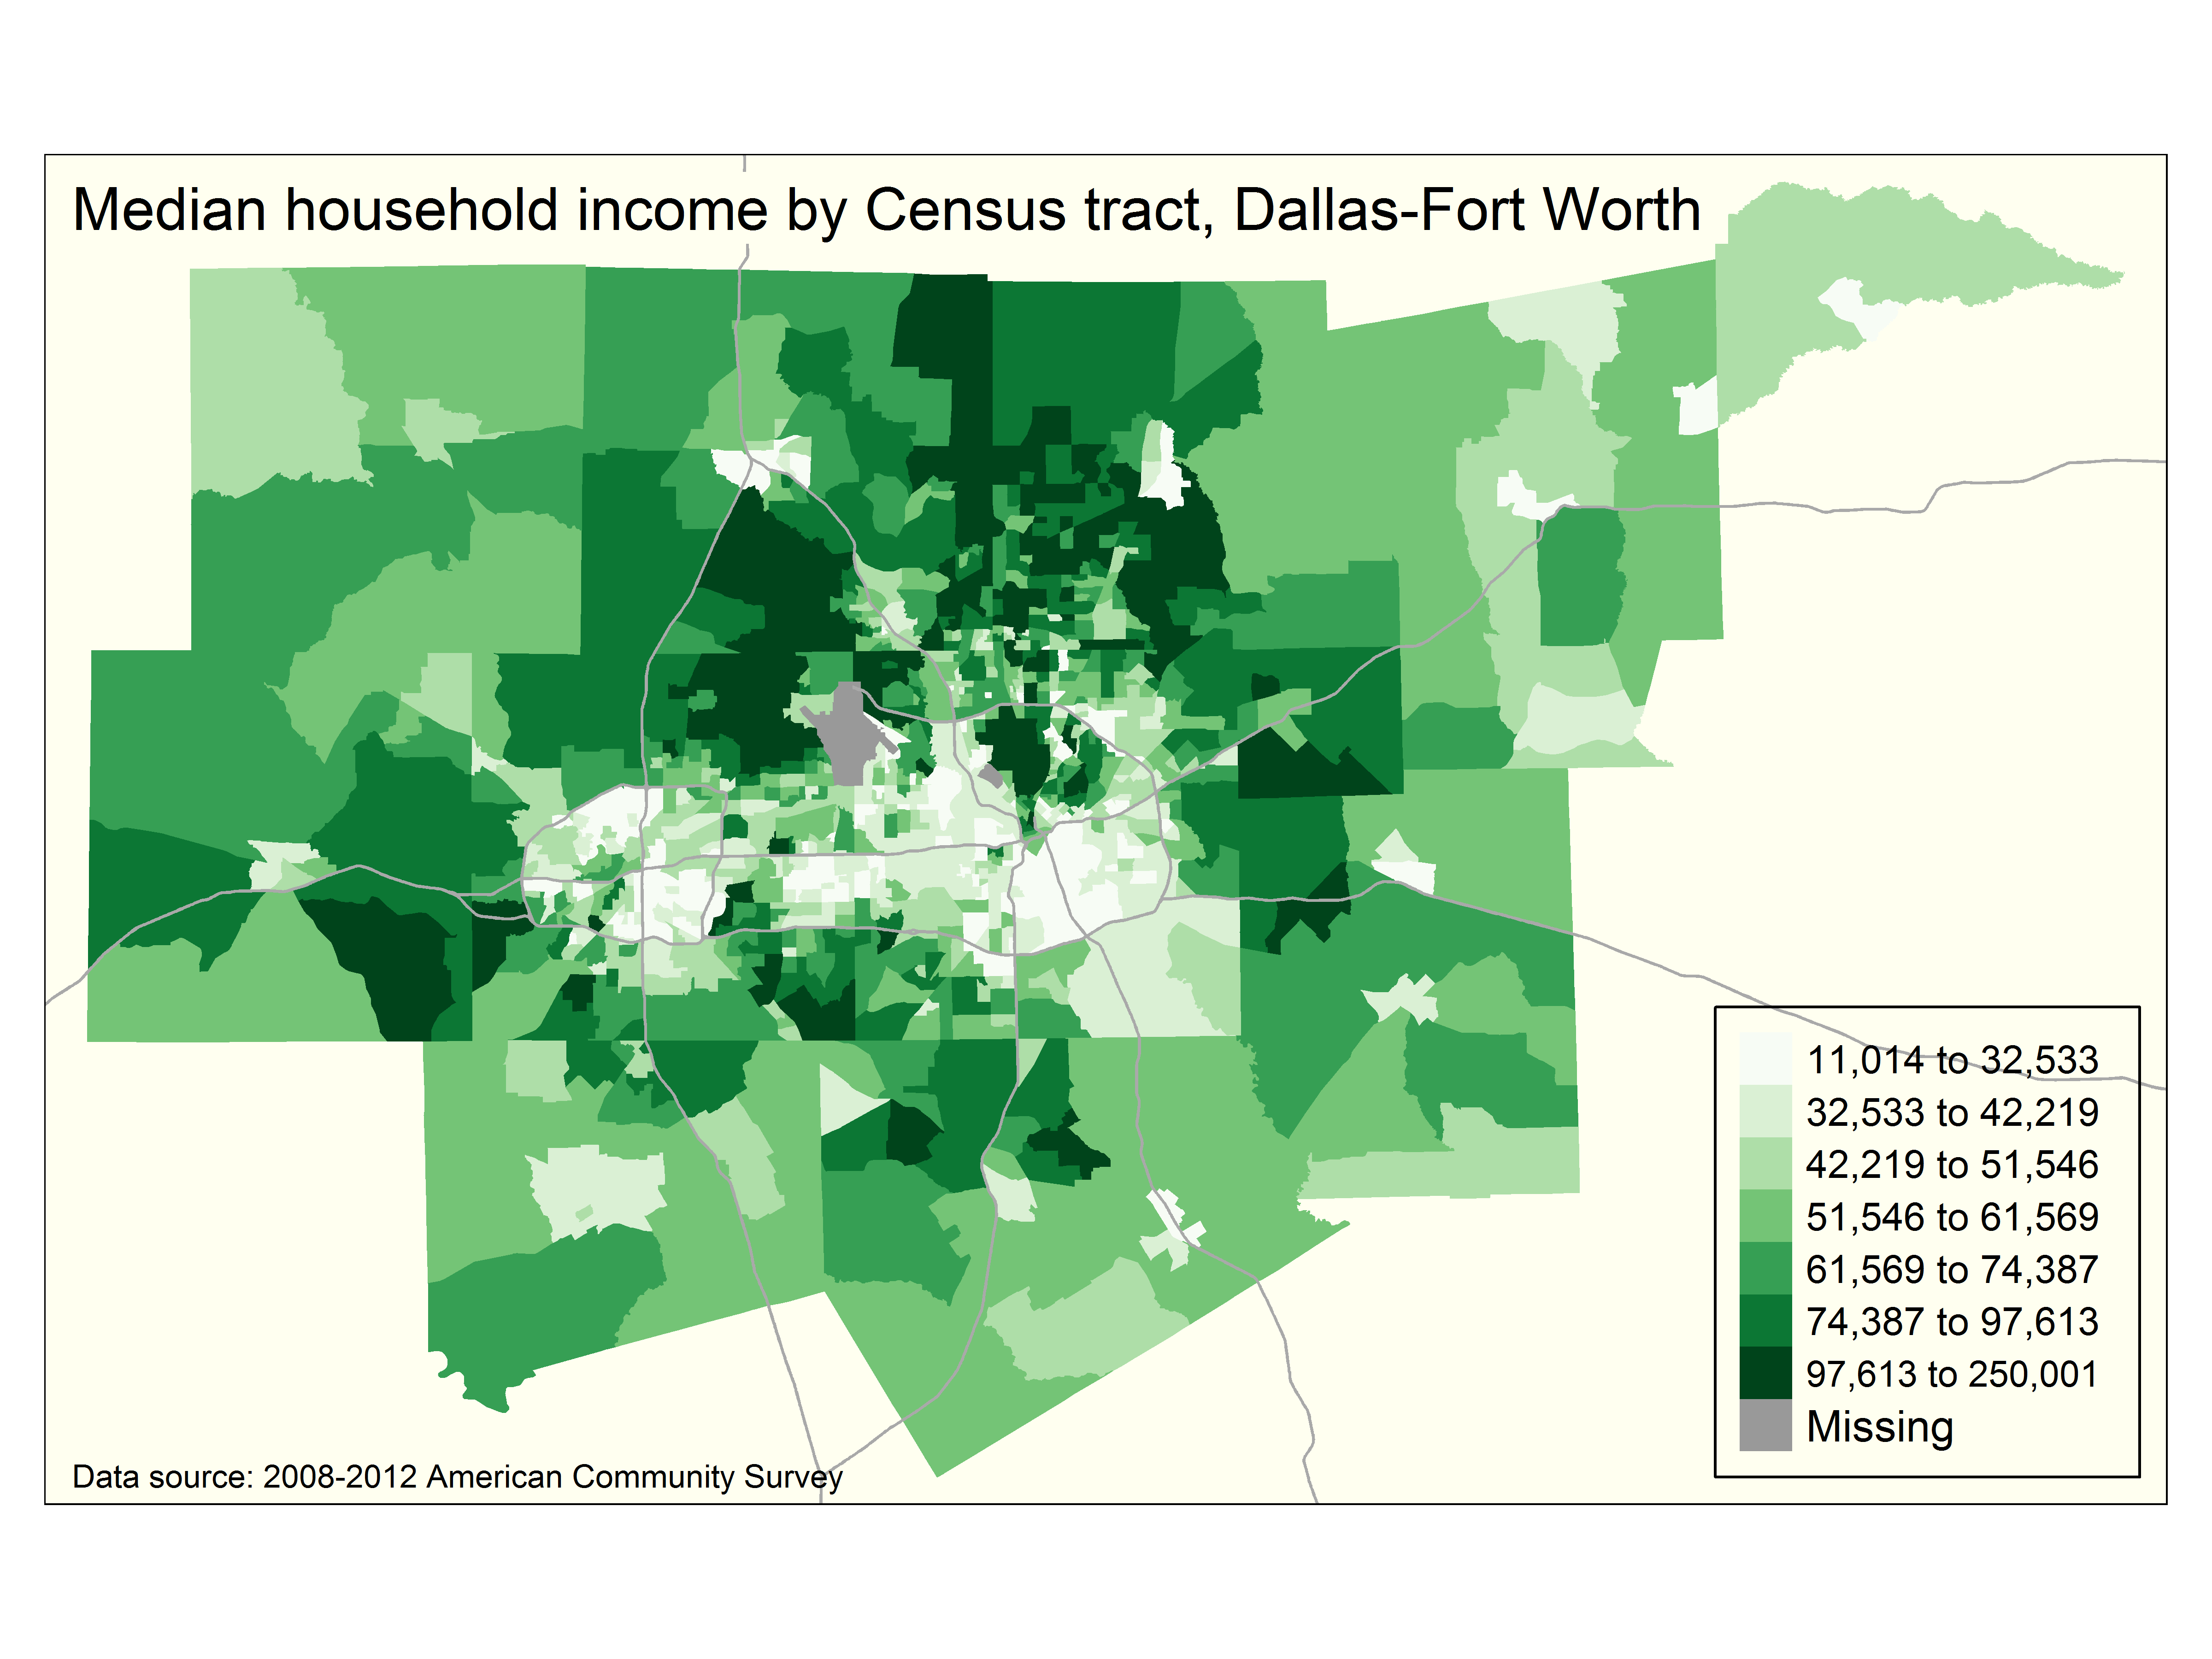 Median household income by Census tract, Dallas-Fort Worth
11,014 to 32,533
32,533 to 42,219
42,219 to 51,546
51,546 to 61,569
61,569 to 74,387
74,387 to 97,613
97,613 to 250,001
Missing
Data source: 2008-2012 American Community Survey